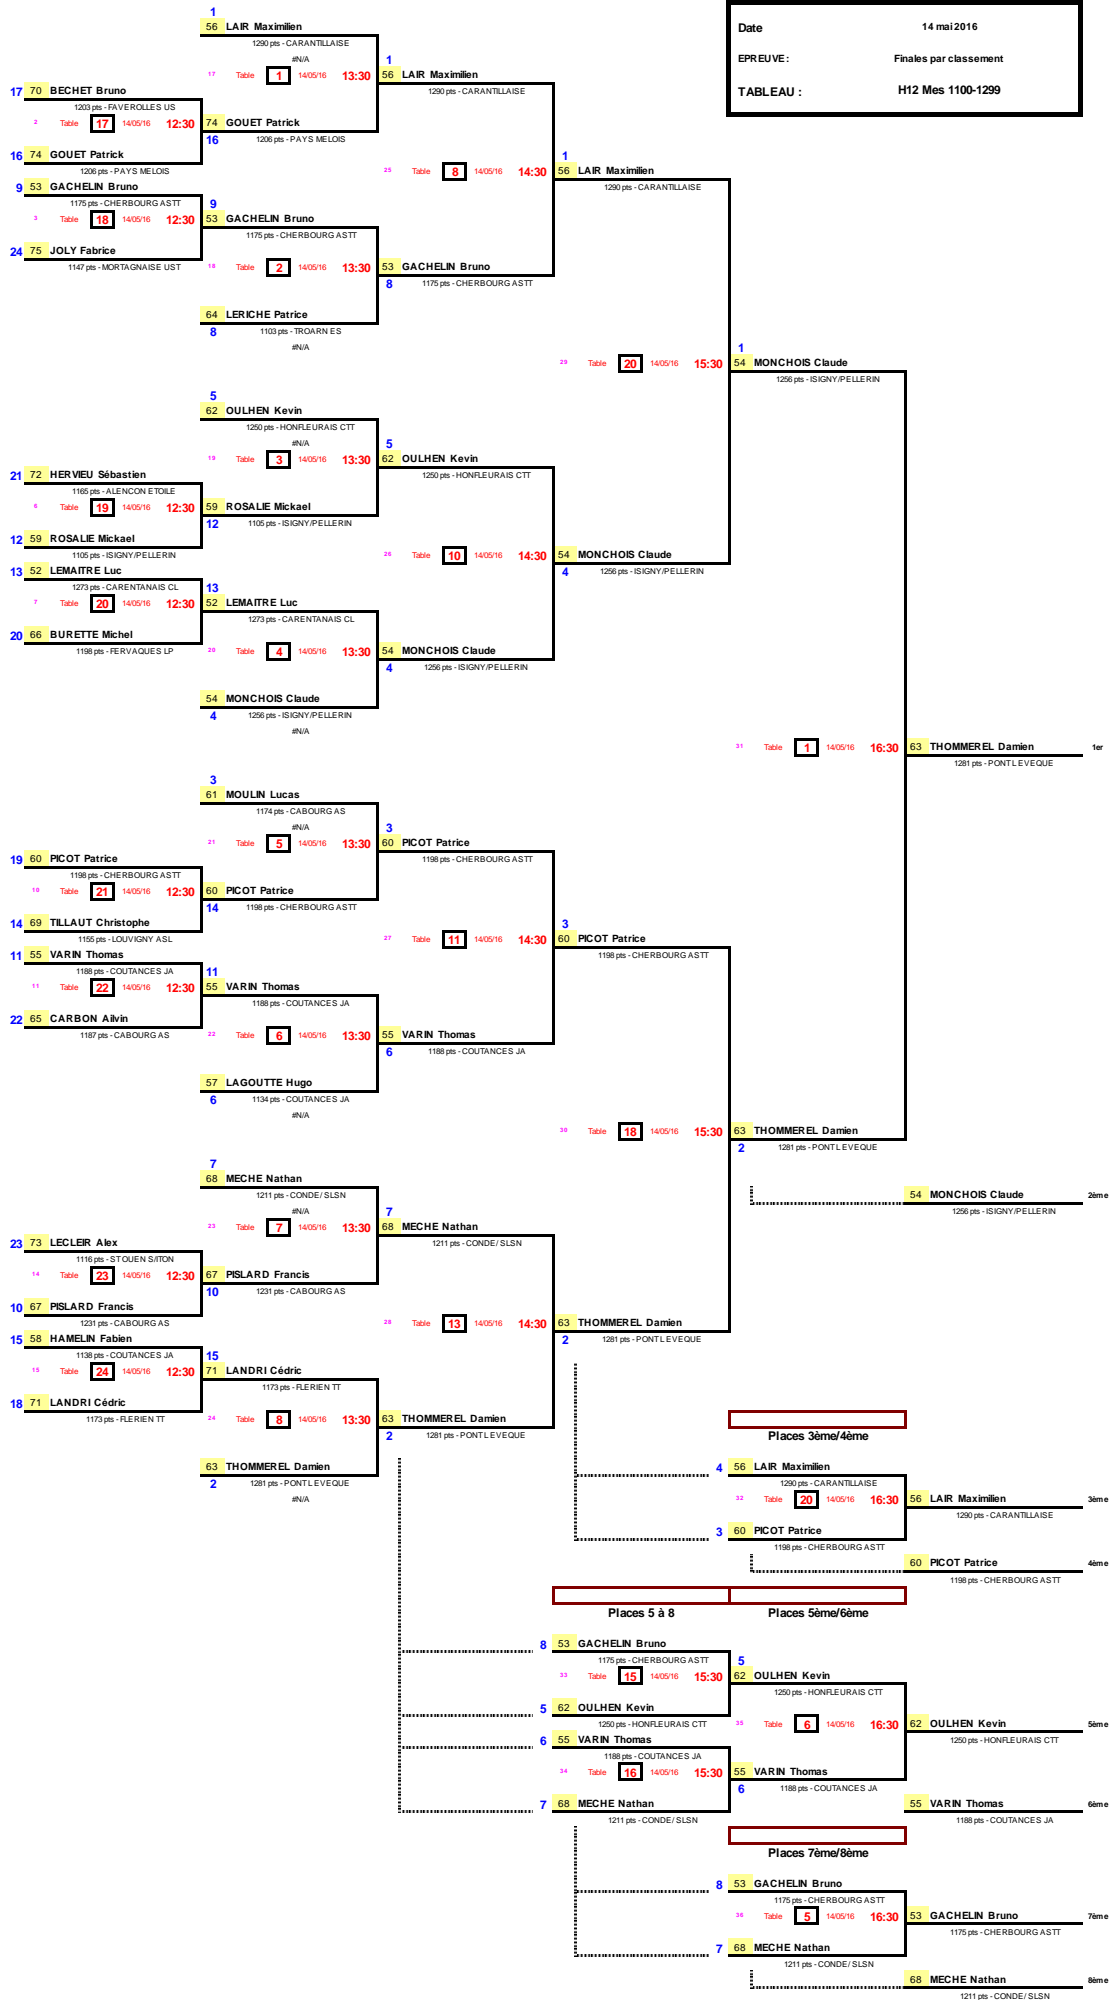 Date 14 mai 2016
EPREUVE: Finales par classement
TABLEAU : H12 Mes 1100-1299
1
56 LAIR Maximilien
1290 pts - CARANTILLAISE
#N/A
17 Table 1 14/05/16 13:30
1
56 LAIR Maximilien
1290 pts - CARANTILLAISE
17 70 BECHET Bruno
1203 pts - FAVEROLLES US
2 Table 17 14/05/16 12:30
74 GOUET Patrick
16 1206 pts - PAYS MELOIS
16 74 GOUET Patrick
1206 pts - PAYS MELOIS
25 Table 8 14/05/16 14:30
1
56 LAIR Maximilien
1290 pts - CARANTILLAISE
9 53 GACHELIN Bruno
1175 pts - CHERBOURG ASTT
3 Table 18 14/05/16 12:30
9
53 GACHELIN Bruno
1175 pts - CHERBOURG ASTT
24 75 JOLY Fabrice
1147 pts - MORTAGNAISE UST
18 Table 2 14/05/16 13:30
53 GACHELIN Bruno
8 1175 pts - CHERBOURG ASTT
64 LERICHE Patrice
8 1103 pts - TROARN ES
#N/A
29 Table 20 14/05/16 15:30
1
54 MONCHOIS Claude
1256 pts - ISIGNY/PELLERIN
5
62 OULHEN Kevin
1250 pts - HONFLEURAIS CTT
#N/A
19 Table 3 14/05/16 13:30
5
62 OULHEN Kevin
1250 pts - HONFLEURAIS CTT
21 72 HERVIEU Sébastien
1165 pts - ALENCON ETOILE
6 Table 19 14/05/16 12:30
59 ROSALIE Mickael
12 1105 pts - ISIGNY/PELLERIN
12 59 ROSALIE Mickael
1105 pts - ISIGNY/PELLERIN
26 Table 10 14/05/16 14:30
54 MONCHOIS Claude
4 1256 pts - ISIGNY/PELLERIN
13 52 LEMAITRE Luc
1273 pts - CARENTANAIS CL
7 Table 20 14/05/16 12:30
13
52 LEMAITRE Luc
1273 pts - CARENTANAIS CL
20 66 BURETTE Michel
1198 pts - FERVAQUES LP
20 Table 4 14/05/16 13:30
54 MONCHOIS Claude
4 1256 pts - ISIGNY/PELLERIN
54 MONCHOIS Claude
4 1256 pts - ISIGNY/PELLERIN
#N/A
31 Table 1 14/05/16 16:30
63 THOMMEREL Damien 1er
1281 pts - PONT L EVEQUE
3
61 MOULIN Lucas
1174 pts - CABOURG AS
#N/A
21 Table 5 14/05/16 13:30
3
60 PICOT Patrice
1198 pts - CHERBOURG ASTT
19 60 PICOT Patrice
1198 pts - CHERBOURG ASTT
10 Table 21 14/05/16 12:30
60 PICOT Patrice
14 1198 pts - CHERBOURG ASTT
14 69 TILLAUT Christophe
1155 pts - LOUVIGNY ASL
27 Table 11 14/05/16 14:30
3
60 PICOT Patrice
1198 pts - CHERBOURG ASTT
11 55 VARIN Thomas
1188 pts - COUTANCES JA
11 Table 22 14/05/16 12:30
11
55 VARIN Thomas
1188 pts - COUTANCES JA
22 65 CARBON Ailvin
1187 pts - CABOURG AS
22 Table 6 14/05/16 13:30
55 VARIN Thomas
6 1188 pts - COUTANCES JA
57 LAGOUTTE Hugo
6 1134 pts - COUTANCES JA
#N/A
30 Table 18 14/05/16 15:30
63 THOMMEREL Damien
2 1281 pts - PONT L EVEQUE
7
68 MECHE Nathan
1211 pts - CONDE/ SLSN
#N/A
54 MONCHOIS Claude 2ème
1256 pts - ISIGNY/PELLERIN
23 Table 7 14/05/16 13:30
7
68 MECHE Nathan
1211 pts - CONDE/ SLSN
23 73 LECLEIR Alex
1116 pts - ST OUEN S/ITON
14 Table 23 14/05/16 12:30
67 PISLARD Francis
10 1231 pts - CABOURG AS
10 67 PISLARD Francis
1231 pts - CABOURG AS
28 Table 13 14/05/16 14:30
63 THOMMEREL Damien
2 1281 pts - PONT L EVEQUE
15 58 HAMELIN Fabien
1138 pts - COUTANCES JA
15 Table 24 14/05/16 12:30
15
71 LANDRI Cédric
1173 pts - FLERIEN TT
18 71 LANDRI Cédric
1173 pts - FLERIEN TT
24 Table 8 14/05/16 13:30
63 THOMMEREL Damien
2 1281 pts - PONT L EVEQUE
63 THOMMEREL Damien
2 1281 pts - PONT L EVEQUE
#N/A
Places 3ème/4ème
4 56 LAIR Maximilien
1290 pts - CARANTILLAISE
32 Table 20 14/05/16 16:30
56 LAIR Maximilien 3ème
1290 pts - CARANTILLAISE
3 60 PICOT Patrice
1198 pts - CHERBOURG ASTT
60 PICOT Patrice 4ème
1198 pts - CHERBOURG ASTT
Places 5 à 8 Places 5ème/6ème
8 53 GACHELIN Bruno
1175 pts - CHERBOURG ASTT
33 Table 15 14/05/16 15:30
5
62 OULHEN Kevin
1250 pts - HONFLEURAIS CTT
5 62 OULHEN Kevin
1250 pts - HONFLEURAIS CTT
35 Table 6 14/05/16 16:30
62 OULHEN Kevin 5ème
1250 pts - HONFLEURAIS CTT
6 55 VARIN Thomas
1188 pts - COUTANCES JA
34 Table 16 14/05/16 15:30
55 VARIN Thomas
6 1188 pts - COUTANCES JA
7 68 MECHE Nathan
1211 pts - CONDE/ SLSN
55 VARIN Thomas 6ème
1188 pts - COUTANCES JA
Places 7ème/8ème
8 53 GACHELIN Bruno
1175 pts - CHERBOURG ASTT
36 Table 5 14/05/16 16:30
53 GACHELIN Bruno 7ème
1175 pts - CHERBOURG ASTT
7 68 MECHE Nathan
1211 pts - CONDE/ SLSN
68 MECHE Nathan 8ème
1211 pts - CONDE/ SLSN